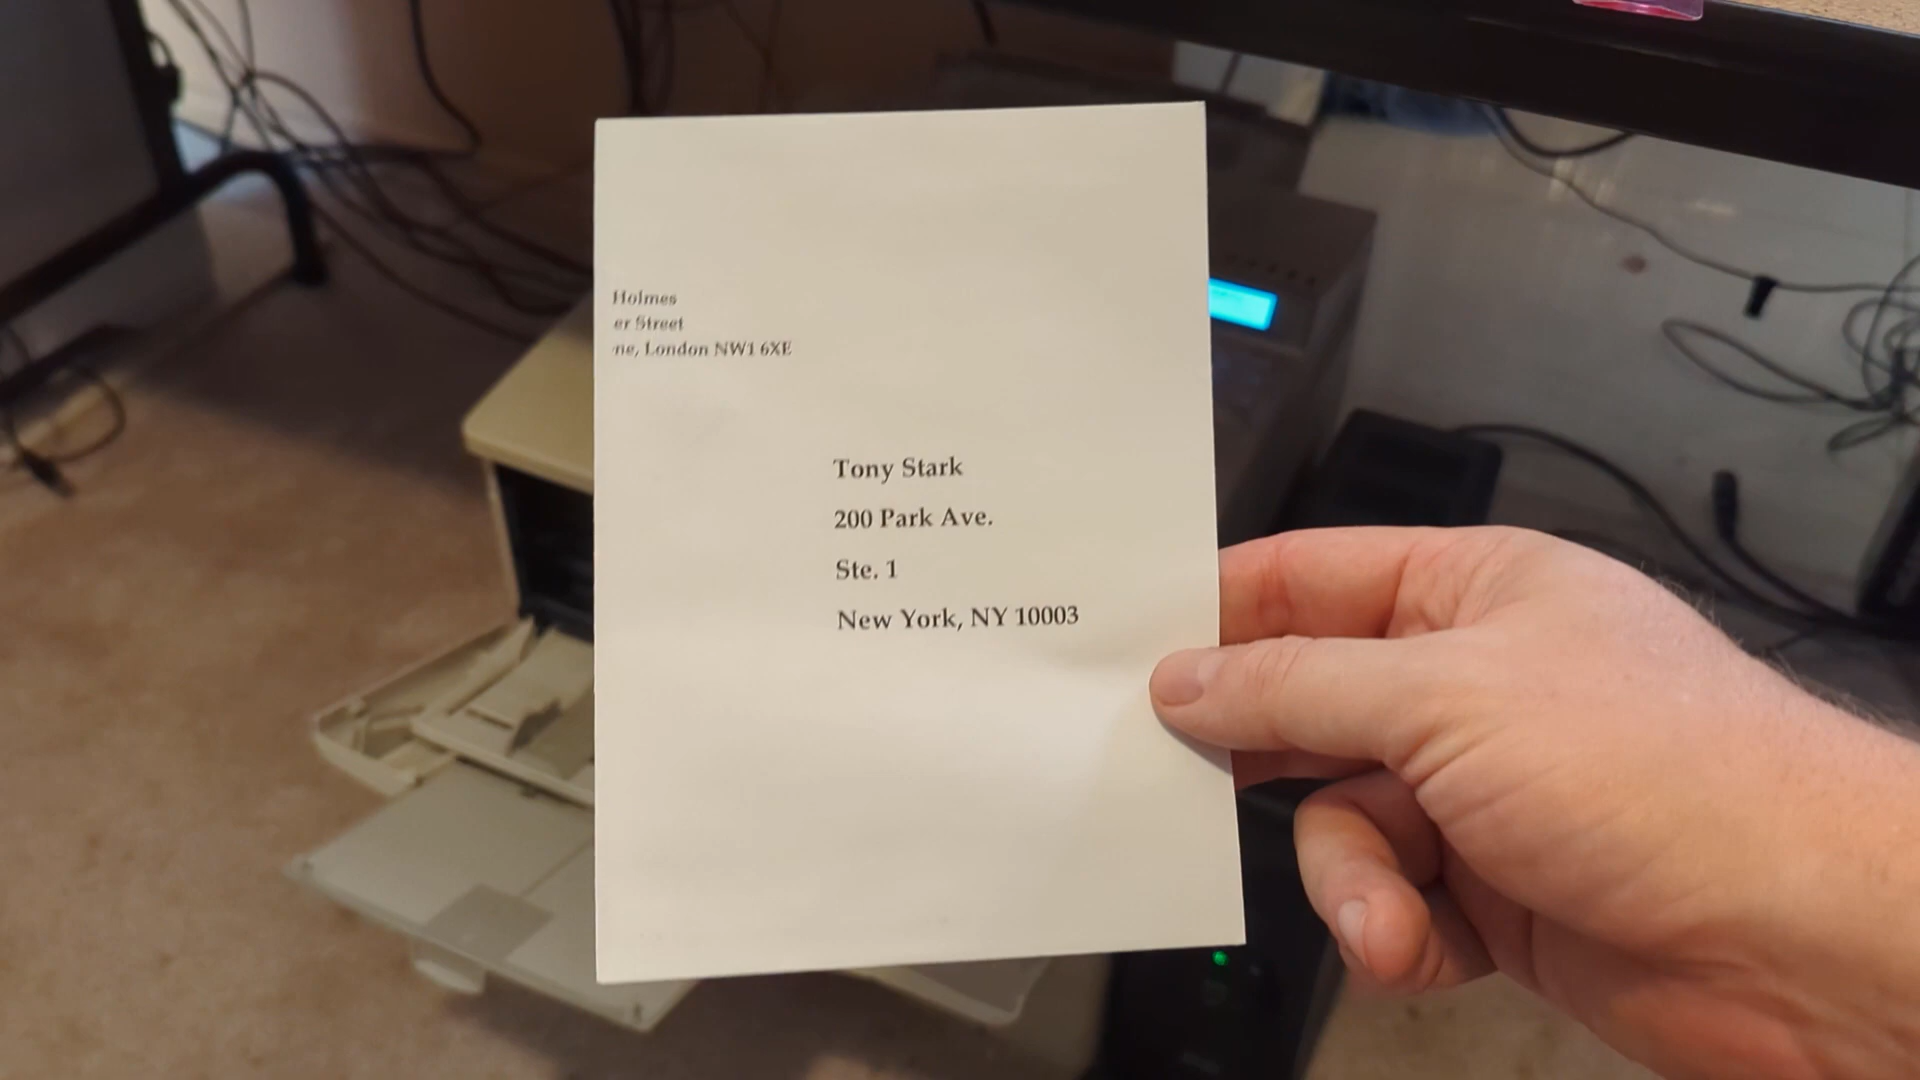 Holmes
er Street
ne, London NW1 6XE
Tony Stark
200 Park Ave.
Ste. 1
New York, NY 10003